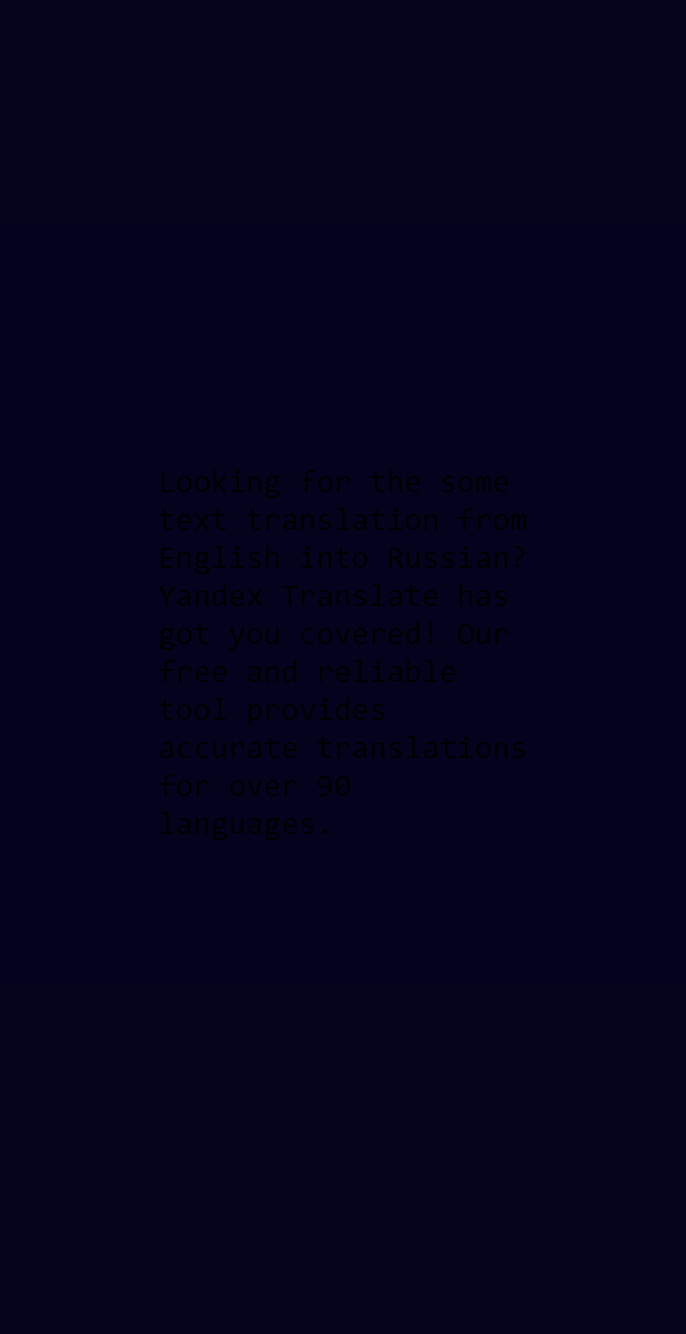 Looking for the some
text translation from
English into Russian?
Yandex Translate has
got you covered! Our
free and reliable
tool provides
accurate translations
for over 90
languages.